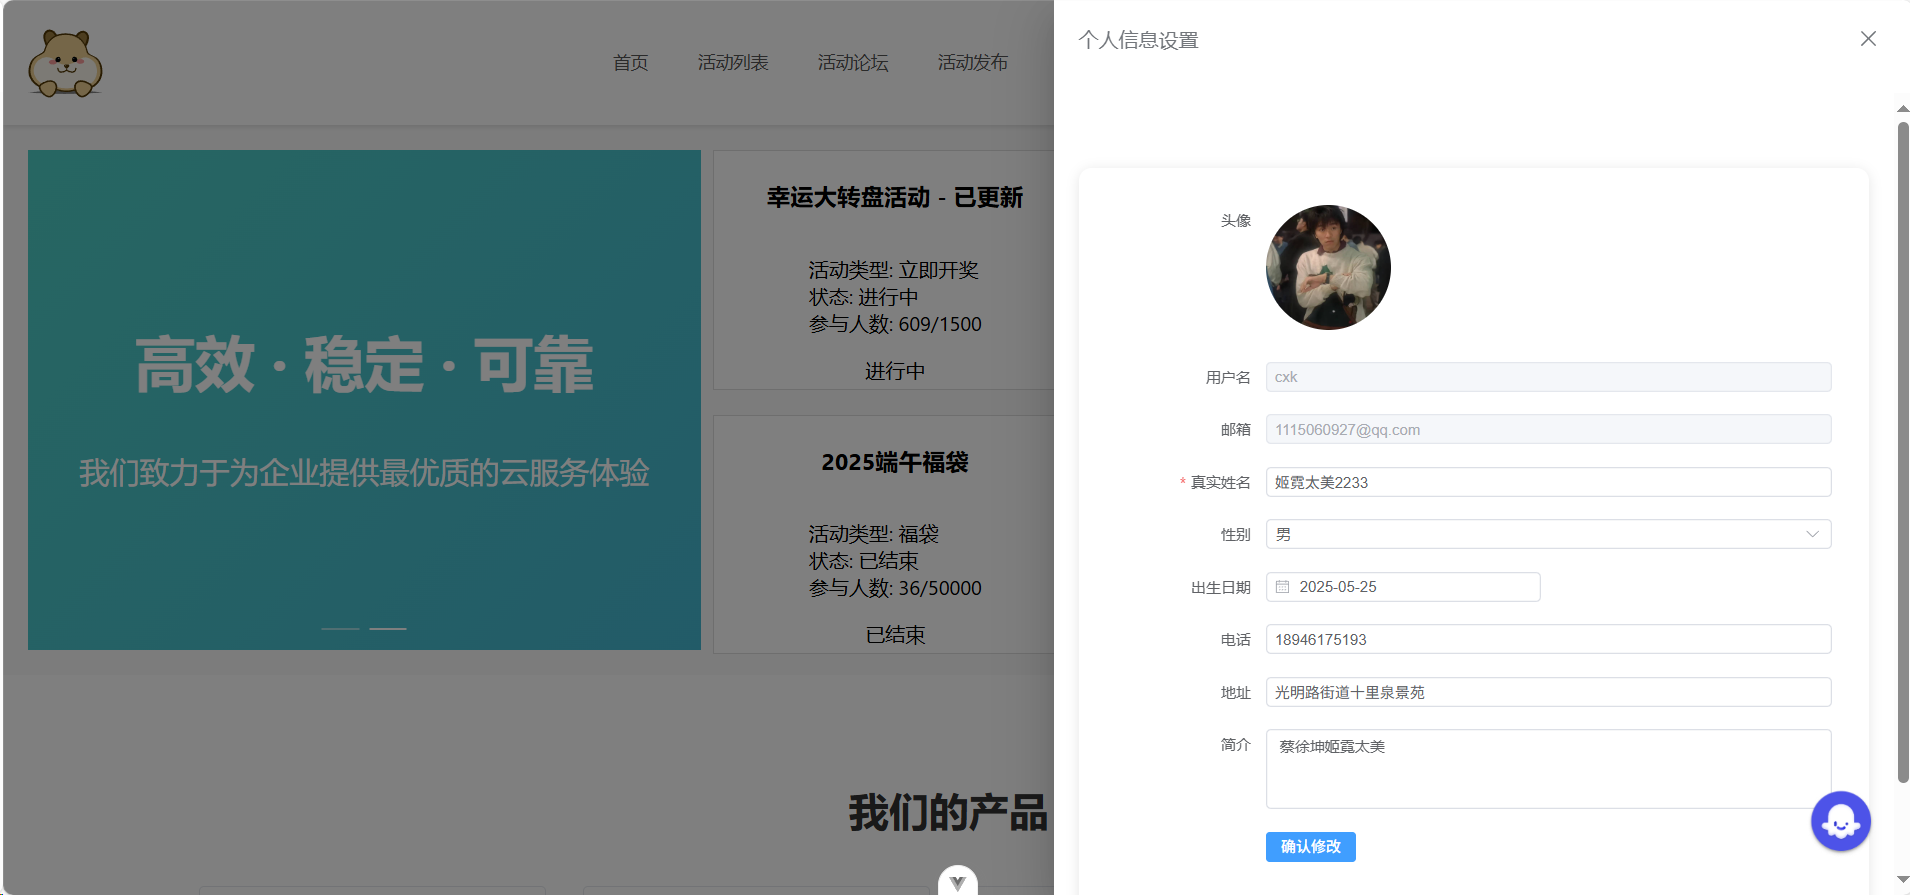 首页 活动列表 活动论坛 活动发布
高效 · 稳定 · 可靠
我们致力于为企业提供最优质的云服务体验
幸运大转盘活动 - 已更新
活动类型: 立即开奖
状态: 进行中
参与人数: 609/1500
进行中
2025端午福袋
活动类型: 福袋
状态: 已结束
参与人数: 36/50000
已结束
我们的产品
个人信息设置
头像
用户名 cxk
邮箱 1115060927@qq.com
* 真实姓名 姬霓太美2233
性别 男
出生日期 2025-05-25
电话 18946175193
地址 光明路街道十里泉景苑
简介 蔡徐坤姬霓太美
确认修改